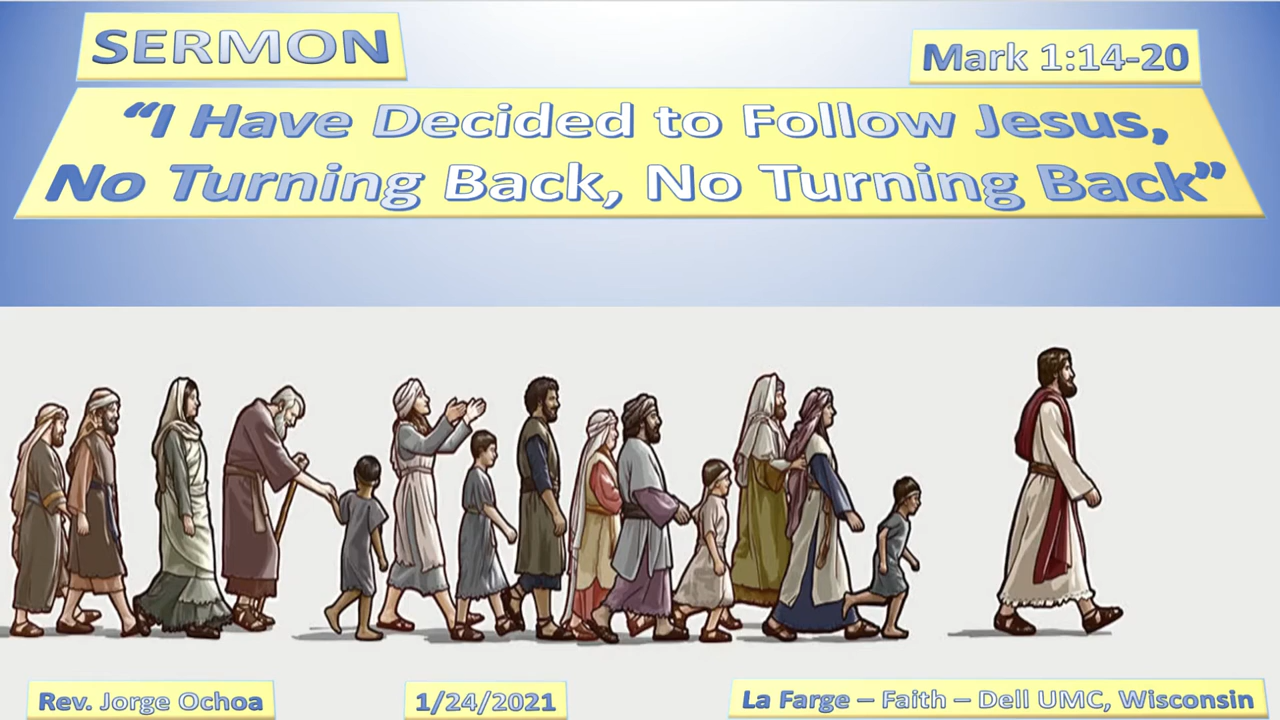 SERMON
Mark 1:14-20
“I Have Decided to Follow Jesus,
No Turning Back, No Turning Back”
Rev. Jorge Ochoa
1/24/2021
La Farge – Faith – Dell UMC, Wisconsin